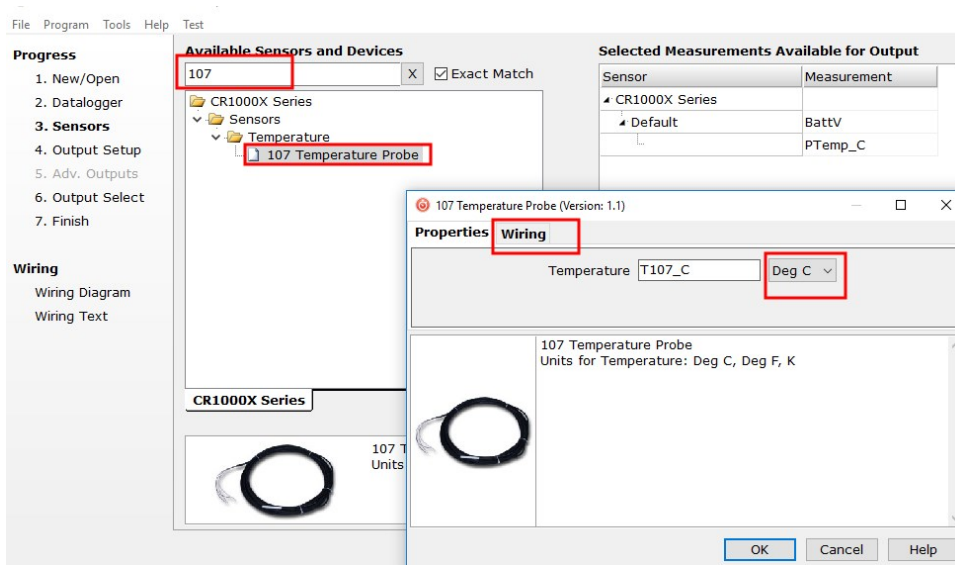 File Program Tools Help Test
Progress
1. New/Open
2. Datalogger
3. Sensors
4. Output Setup
5. Adv. Outputs
6. Output Select
7. Finish
Wiring
Wiring Diagram
Wiring Text
Available Sensors and Devices
107 X Exact Match
CR1000X Series
Sensors
Temperature
107 Temperature Probe
CR1000X Series
107
Units
Selected Measurements Available for Output
Sensor Measurement
CR1000X Series
Default BattV
PTemp_C
107 Temperature Probe (Version: 1.1)
Properties Wiring
Temperature T107_C Deg C
107 Temperature Probe
Units for Temperature: Deg C, Deg F, K
OK Cancel Help